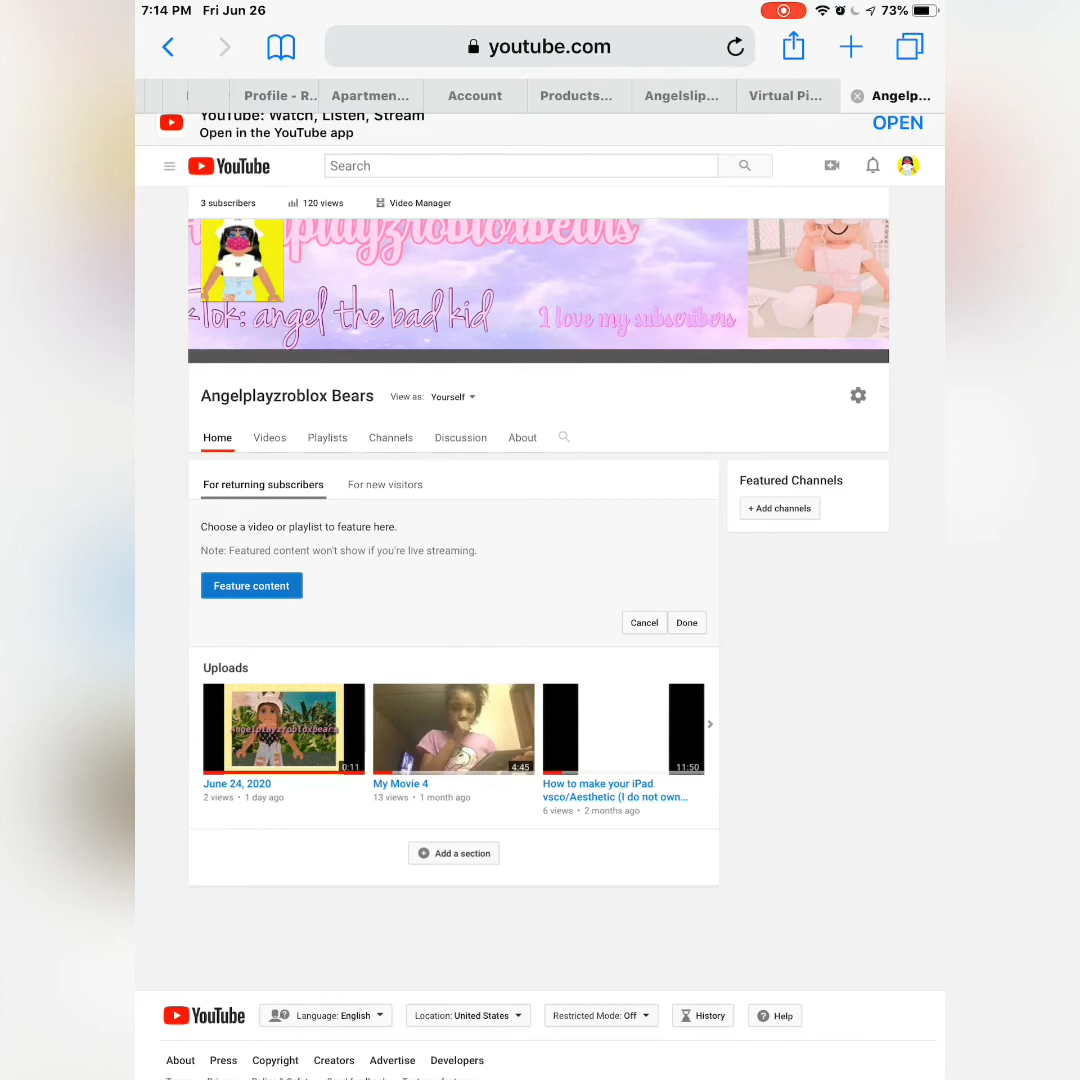 7:14 PM Fri Jun 26
73%
youtube.com
Profile - R... Apartmen... Account Products... Angelslip... Virtual Pi... Angelp...
YouTube: Watch, Listen, Stream
Open in the YouTube app
OPEN
YouTube
Search
3 subscribers 120 views Video Manager
playzrobloxbears
Tok: angel the bad kid
I love my subscribers
Angelplayzroblox Bears View as: Yourself
Home Videos Playlists Channels Discussion About
For returning subscribers For new visitors
Featured Channels
+ Add channels
Choose a video or playlist to feature here.
Note: Featured content won't show if you're live streaming.
Feature content
Cancel Done
Uploads
Angelplayzrobloxbears
0:11
4:45
11:50
June 24, 2020
2 views • 1 day ago
My Movie 4
13 views • 1 month ago
How to make your iPad
vsco/Aesthetic (I do not own...
6 views • 2 months ago
Add a section
YouTube Language: English Location: United States Restricted Mode: Off History Help
About Press Copyright Creators Advertise Developers